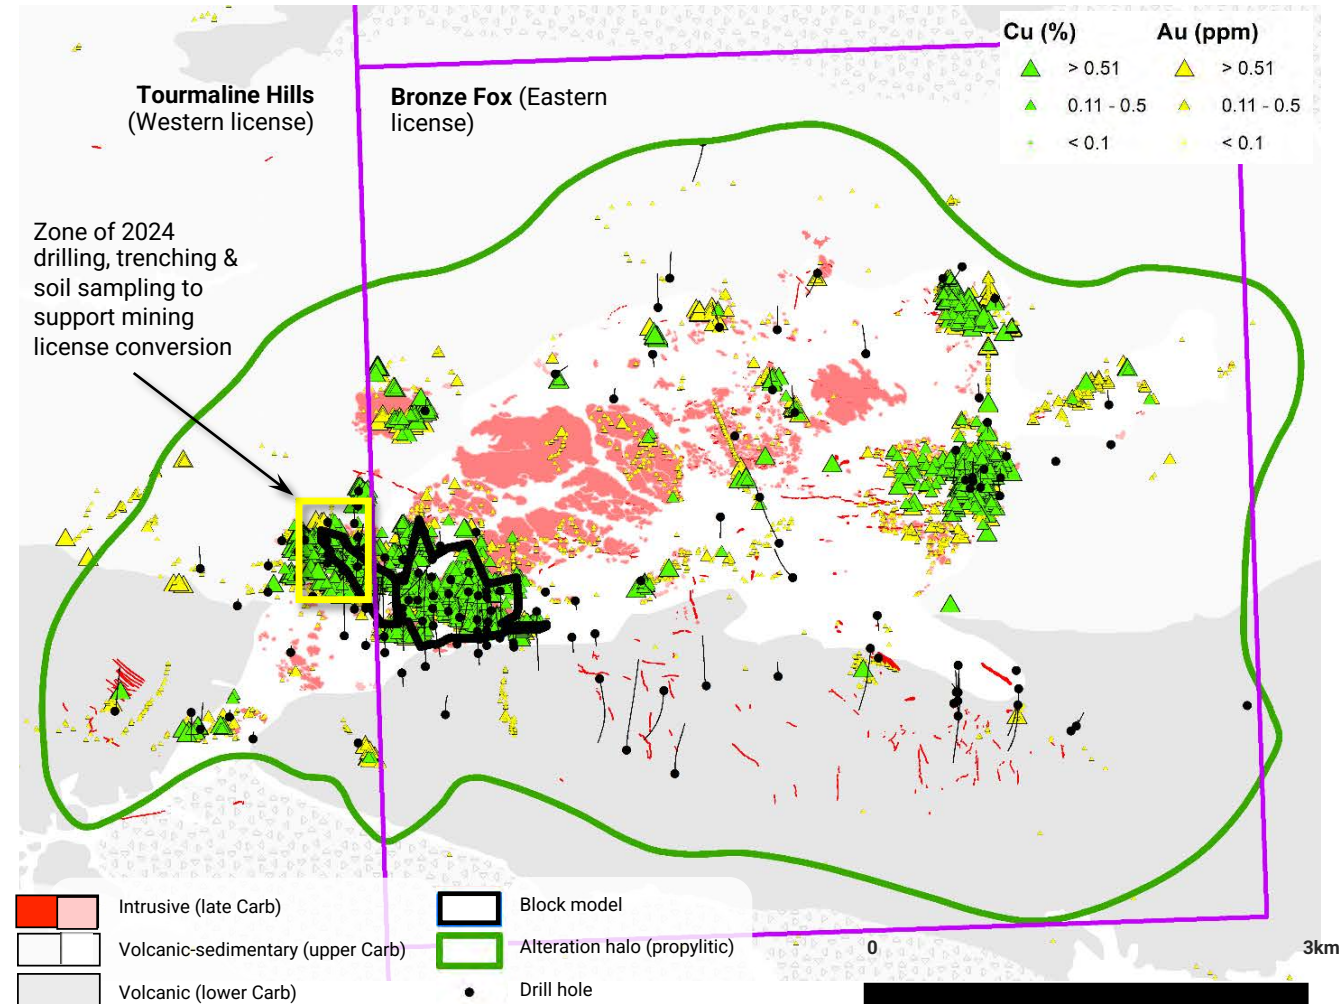 Cu (%) Au (ppm)
> 0.51 > 0.51
0.11 - 0.5 0.11 - 0.5
< 0.1 < 0.1
Tourmaline Hills
(Western license)
Bronze Fox (Eastern
license)
Zone of 2024
drilling, trenching &
soil sampling to
support mining
license conversion
0 3km
Intrusive (late Carb)
Volcanic-sedimentary (upper Carb)
Volcanic (lower Carb)
Block model
Alteration halo (propylitic)
Drill hole